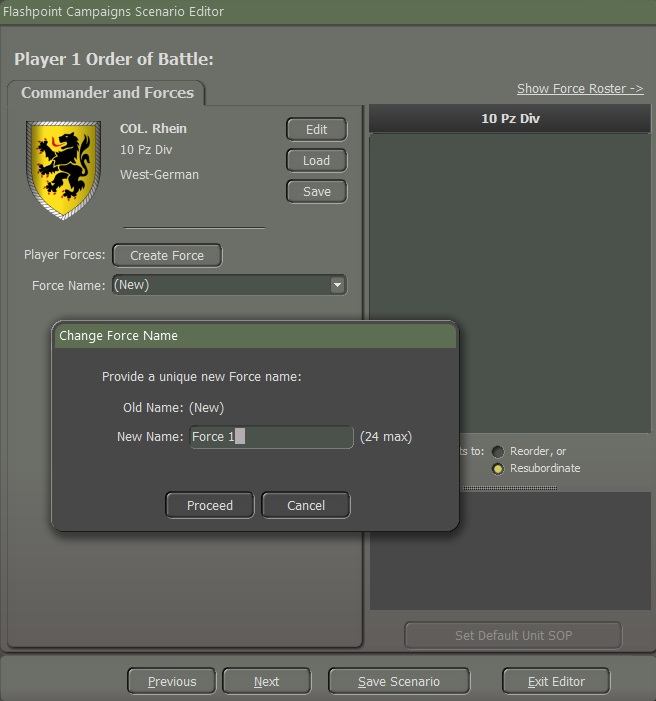 Flashpoint Campaigns Scenario Editor
Player 1 Order of Battle:
Commander and Forces
Show Force Roster ->
COL. Rhein
10 Pz Div
West-German
Edit
Load
Save
10 Pz Div
Player Forces:
Create Force
Force Name:
(New)
Change Force Name
Provide a unique new Force name:
Old Name: (New)
New Name: Force 1 (24 max)
Proceed
Cancel
to:
Reorder, or
Resubordinate
Set Default Unit SOP
Previous
Next
Save Scenario
Exit Editor